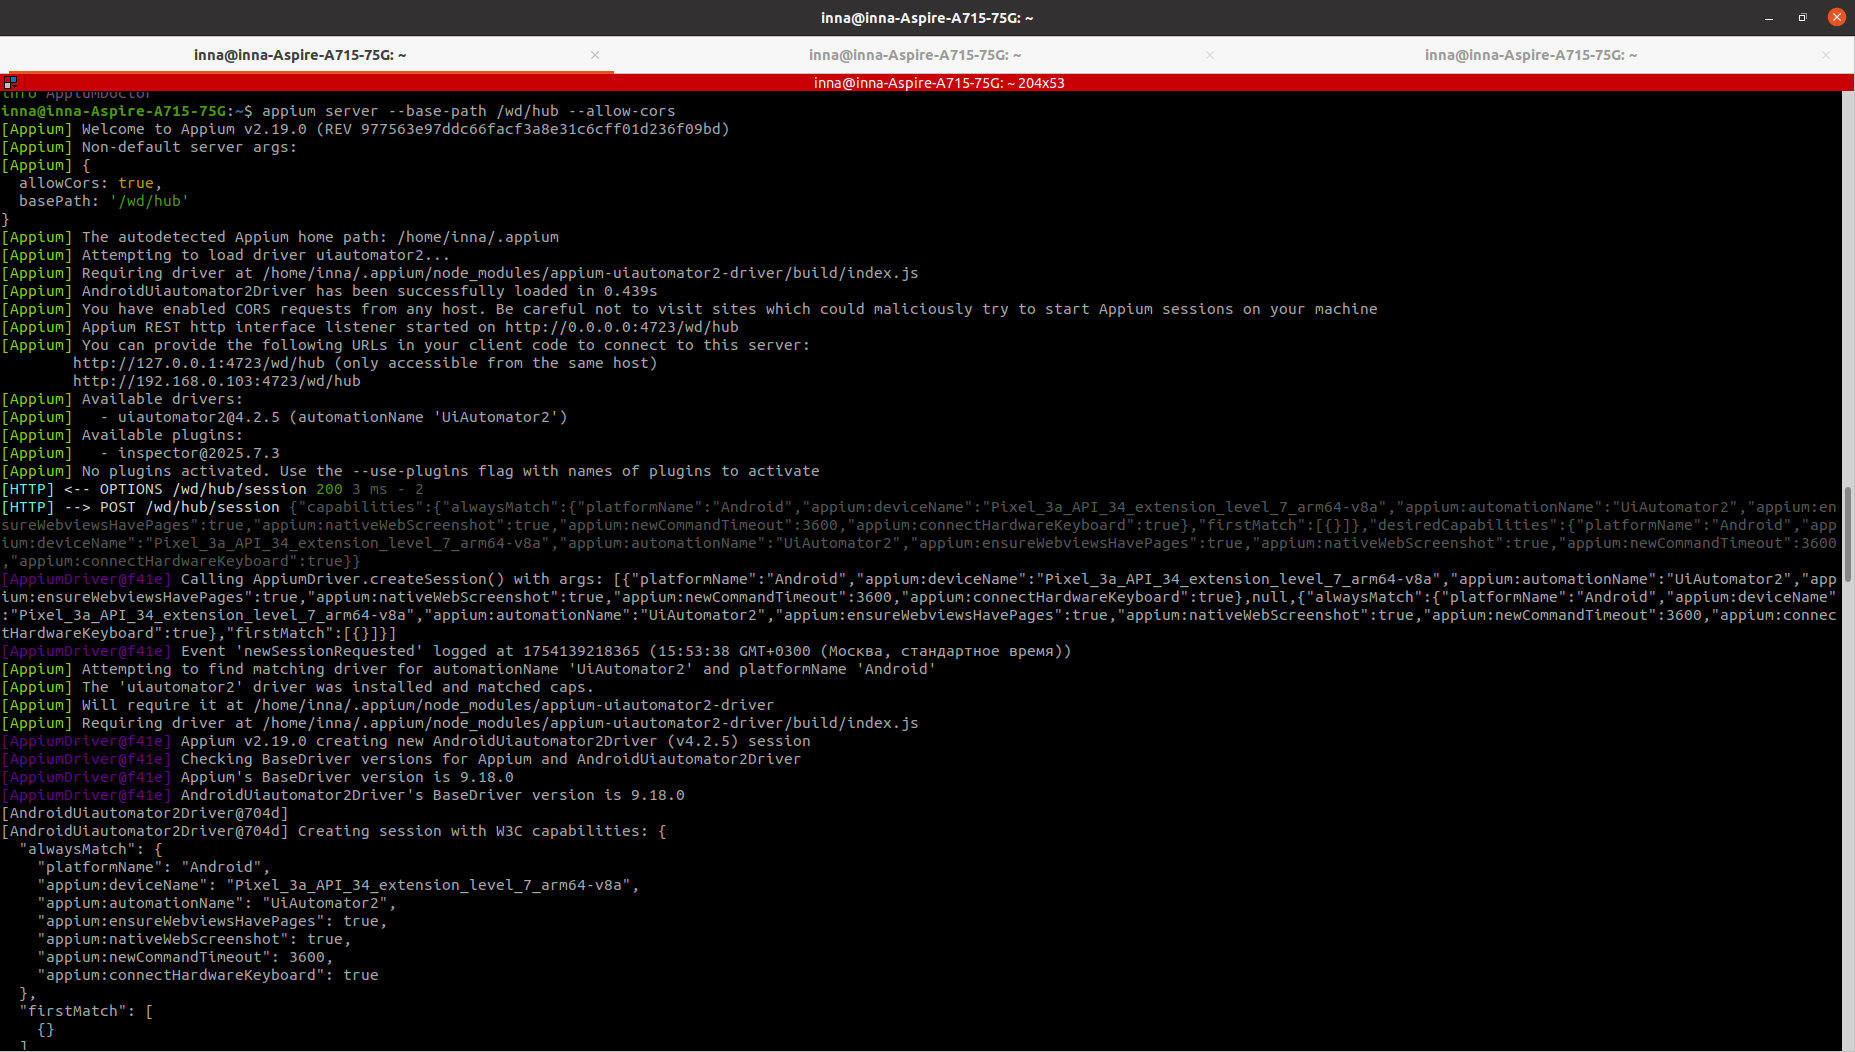 inna@inna-Aspire-A715-75G: ~
inna@inna-Aspire-A715-75G: ~ × inna@inna-Aspire-A715-75G: ~ × inna@inna-Aspire-A715-75G: ~ ×
inna@inna-Aspire-A715-75G: ~ 204x53
info AppiumDoctor
inna@inna-Aspire-A715-75G:~$ appium server --base-path /wd/hub --allow-cors
[Appium] Welcome to Appium v2.19.0 (REV 977563e97ddc66facf3a8e31c6cff01d236f09bd)
[Appium] Non-default server args:
[Appium] {
  allowCors: true,
  basePath: '/wd/hub'
}
[Appium] The autodetected Appium home path: /home/inna/.appium
[Appium] Attempting to load driver uiautomator2...
[Appium] Requiring driver at /home/inna/.appium/node_modules/appium-uiautomator2-driver/build/index.js
[Appium] AndroidUiautomator2Driver has been successfully loaded in 0.439s
[Appium] You have enabled CORS requests from any host. Be careful not to visit sites which could maliciously try to start Appium sessions on your machine
[Appium] Appium REST http interface listener started on http://0.0.0.0:4723/wd/hub
[Appium] You can provide the following URLs in your client code to connect to this server:
        http://127.0.0.1:4723/wd/hub (only accessible from the same host)
        http://192.168.0.103:4723/wd/hub
[Appium] Available drivers:
[Appium]   - uiautomator2@4.2.5 (automationName 'UiAutomator2')
[Appium] Available plugins:
[Appium]   - inspector@2025.7.3
[Appium] No plugins activated. Use the --use-plugins flag with names of plugins to activate
[HTTP] <-- OPTIONS /wd/hub/session 200 3 ms - 2
[HTTP] --> POST /wd/hub/session {"capabilities":{"alwaysMatch":{"platformName":"Android","appium:deviceName":"Pixel_3a_API_34_extension_level_7_arm64-v8a","appium:automationName":"UiAutomator2","appium:en
sureWebviewsHavePages":true,"appium:nativeWebScreenshot":true,"appium:newCommandTimeout":3600,"appium:connectHardwareKeyboard":true},"firstMatch":[{}]},"desiredCapabilities":{"platformName":"Android","app
ium:deviceName":"Pixel_3a_API_34_extension_level_7_arm64-v8a","appium:automationName":"UiAutomator2","appium:ensureWebviewsHavePages":true,"appium:nativeWebScreenshot":true,"appium:newCommandTimeout":3600
,"appium:connectHardwareKeyboard":true}}
[AppiumDriver@f41e] Calling AppiumDriver.createSession() with args: [{"platformName":"Android","appium:deviceName":"Pixel_3a_API_34_extension_level_7_arm64-v8a","appium:automationName":"UiAutomator2","app
ium:ensureWebviewsHavePages":true,"appium:nativeWebScreenshot":true,"appium:newCommandTimeout":3600,"appium:connectHardwareKeyboard":true},null,{"alwaysMatch":{"platformName":"Android","appium:deviceName"
:"Pixel_3a_API_34_extension_level_7_arm64-v8a","appium:automationName":"UiAutomator2","appium:ensureWebviewsHavePages":true,"appium:nativeWebScreenshot":true,"appium:newCommandTimeout":3600,"appium:connec
tHardwareKeyboard":true},"firstMatch":[{}]}]
[AppiumDriver@f41e] Event 'newSessionRequested' logged at 1754139218365 (15:53:38 GMT+0300 (Москва, стандартное время))
[Appium] Attempting to find matching driver for automationName 'UiAutomator2' and platformName 'Android'
[Appium] The 'uiautomator2' driver was installed and matched caps.
[Appium] Will require it at /home/inna/.appium/node_modules/appium-uiautomator2-driver
[Appium] Requiring driver at /home/inna/.appium/node_modules/appium-uiautomator2-driver/build/index.js
[AppiumDriver@f41e] Appium v2.19.0 creating new AndroidUiautomator2Driver (v4.2.5) session
[AppiumDriver@f41e] Checking BaseDriver versions for Appium and AndroidUiautomator2Driver
[AppiumDriver@f41e] Appium's BaseDriver version is 9.18.0
[AppiumDriver@f41e] AndroidUiautomator2Driver's BaseDriver version is 9.18.0
[AndroidUiautomator2Driver@704d]
[AndroidUiautomator2Driver@704d] Creating session with W3C capabilities: {
  "alwaysMatch": {
    "platformName": "Android",
    "appium:deviceName": "Pixel_3a_API_34_extension_level_7_arm64-v8a",
    "appium:automationName": "UiAutomator2",
    "appium:ensureWebviewsHavePages": true,
    "appium:nativeWebScreenshot": true,
    "appium:newCommandTimeout": 3600,
    "appium:connectHardwareKeyboard": true
  },
  "firstMatch": [
    {}
  ]